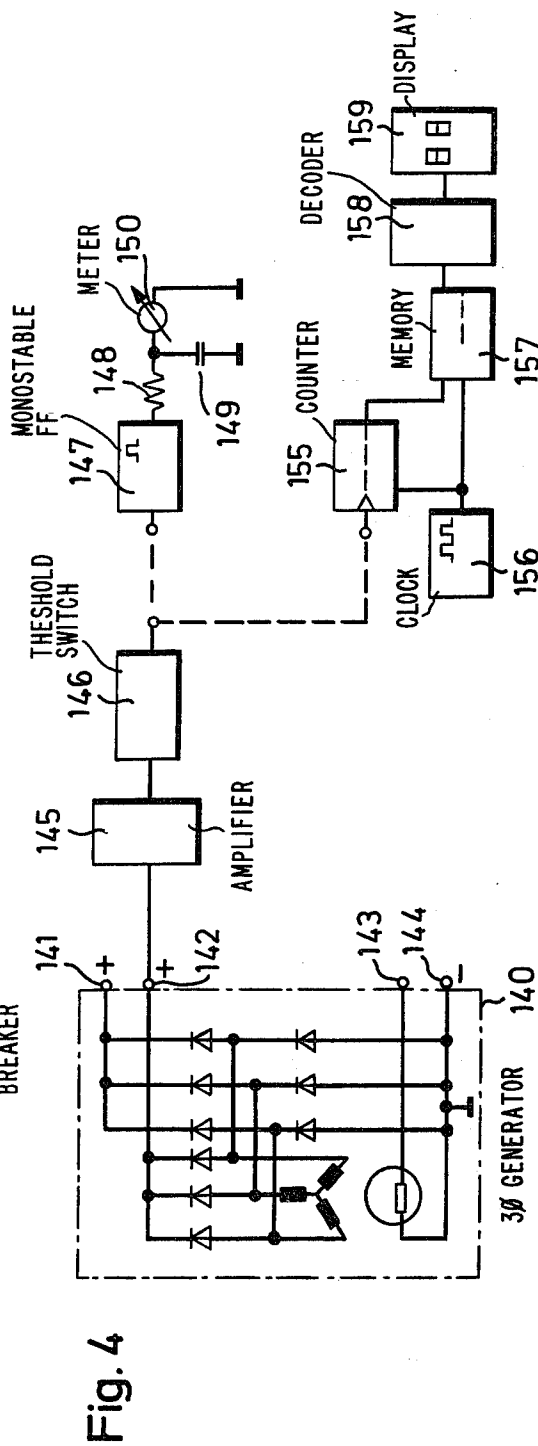 BREAKER
Fig. 4
3Ø GENERATOR
140
141
+
142
+
143
144
−
145
AMPLIFIER
THESHOLD
SWITCH
146
MONOSTABLE
FF
147
148
149
METER
150
COUNTER
155
CLOCK
156
MEMORY
157
DECODER
158
DISPLAY
159